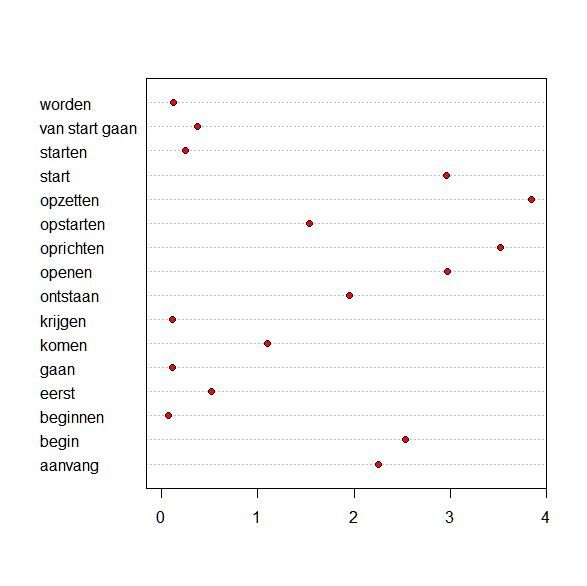 worden
van start gaan
starten
start
opzetten
opstarten
oprichten
openen
ontstaan
krijgen
komen
gaan
eerst
beginnen
begin
aanvang
0 1 2 3 4